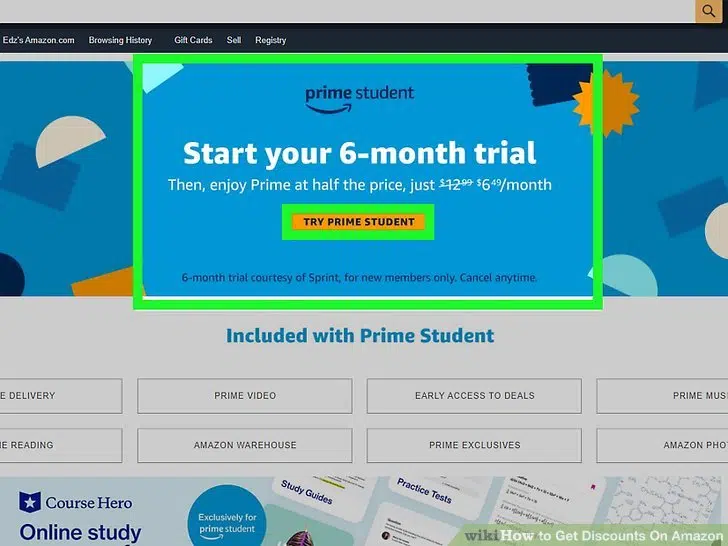 Edz's Amazon.com Browsing History Gift Cards Sell Registry
prime student
Start your 6-month trial
Then, enjoy Prime at half the price, just $12.99 $6.49/month
TRY PRIME STUDENT
6-month trial courtesy of Sprint, for new members only. Cancel anytime.
Included with Prime Student
E DELIVERY
PRIME VIDEO
EARLY ACCESS TO DEALS
PRIME MUS
E READING
AMAZON WAREHOUSE
PRIME EXCLUSIVES
AMAZON PHO
Course Hero
Online study
Exclusively for
prime student
Study Guides
Practice Tests
wikiHow to Get Discounts On Amazon